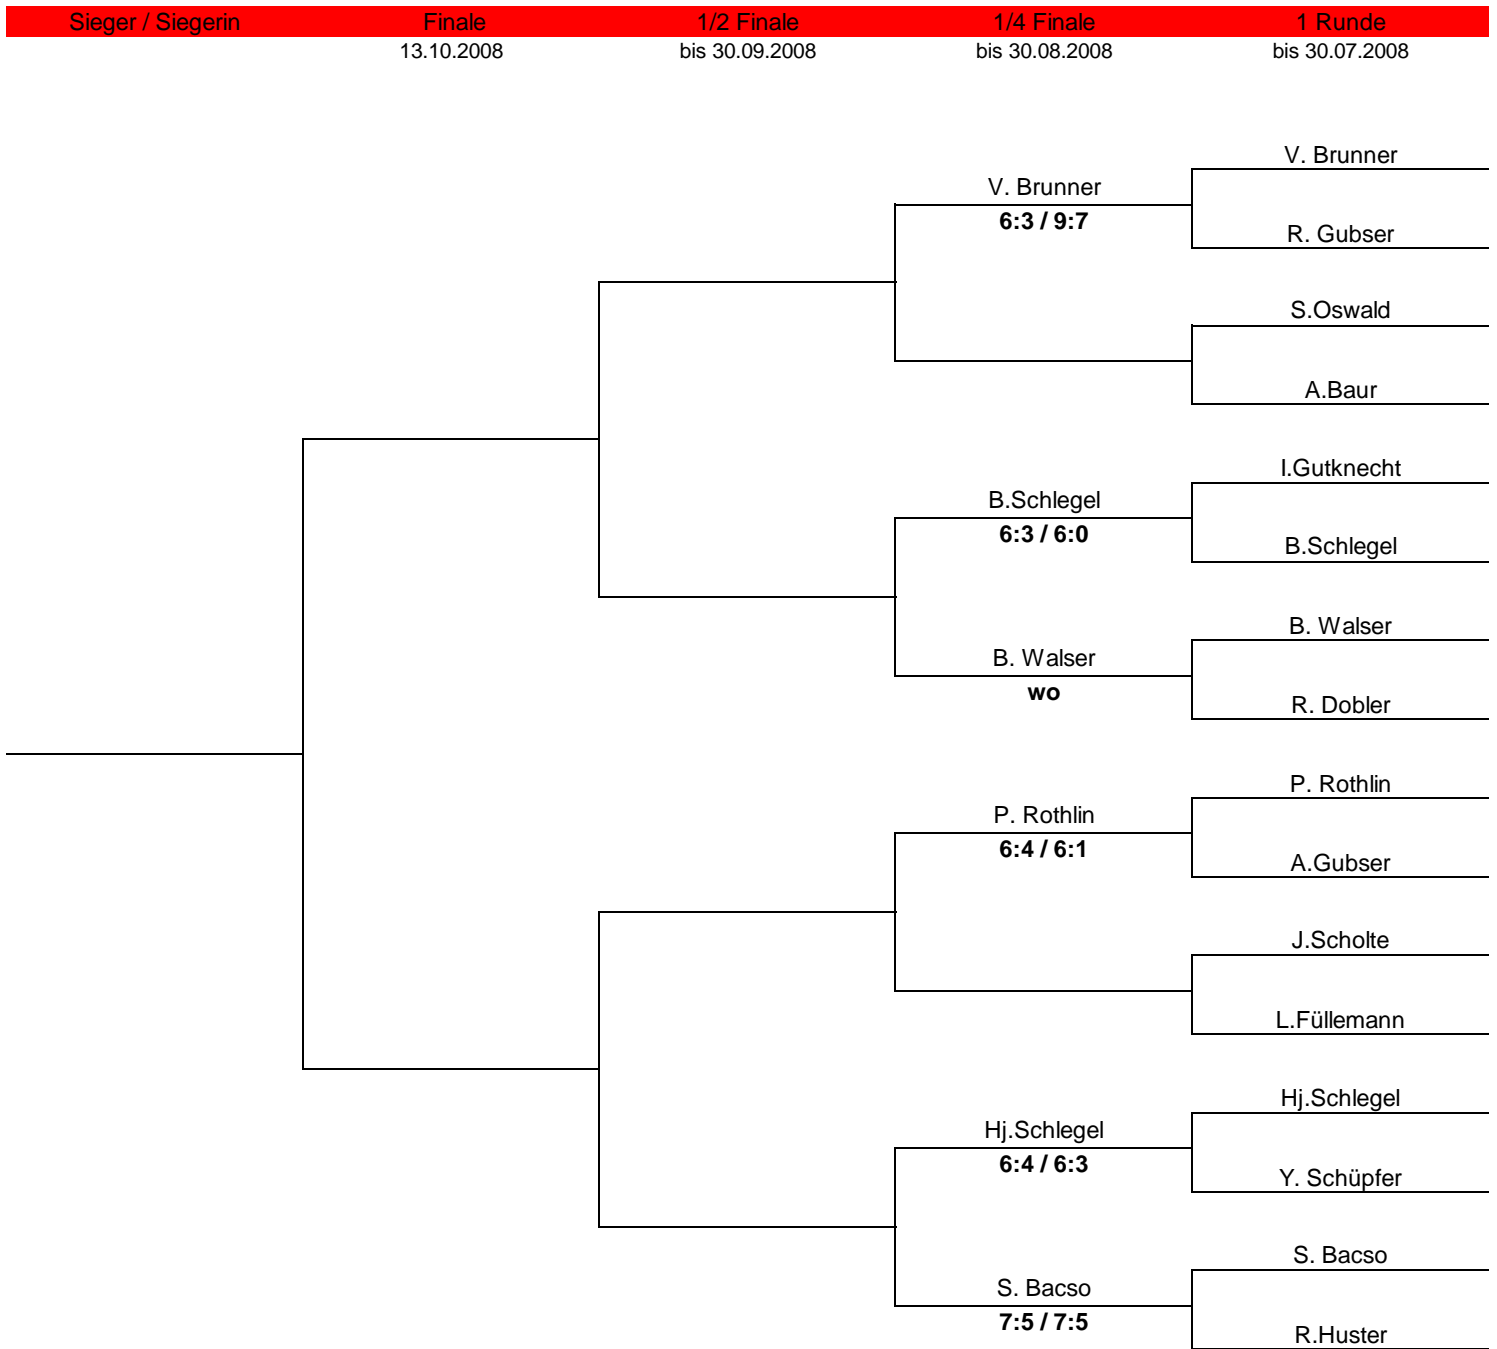 Sieger / Siegerin Finale 1/2 Finale 1/4 Finale 1 Runde
13.10.2008 bis 30.09.2008 bis 30.08.2008 bis 30.07.2008
V. Brunner
V. Brunner
6:3 / 9:7
R. Gubser
S.Oswald
A.Baur
I.Gutknecht
B.Schlegel
6:3 / 6:0
B.Schlegel
B. Walser
B. Walser
wo
R. Dobler
P. Rothlin
P. Rothlin
6:4 / 6:1
A.Gubser
J.Scholte
L.Füllemann
Hj.Schlegel
Hj.Schlegel
6:4 / 6:3
Y. Schüpfer
S. Bacso
S. Bacso
7:5 / 7:5
R.Huster